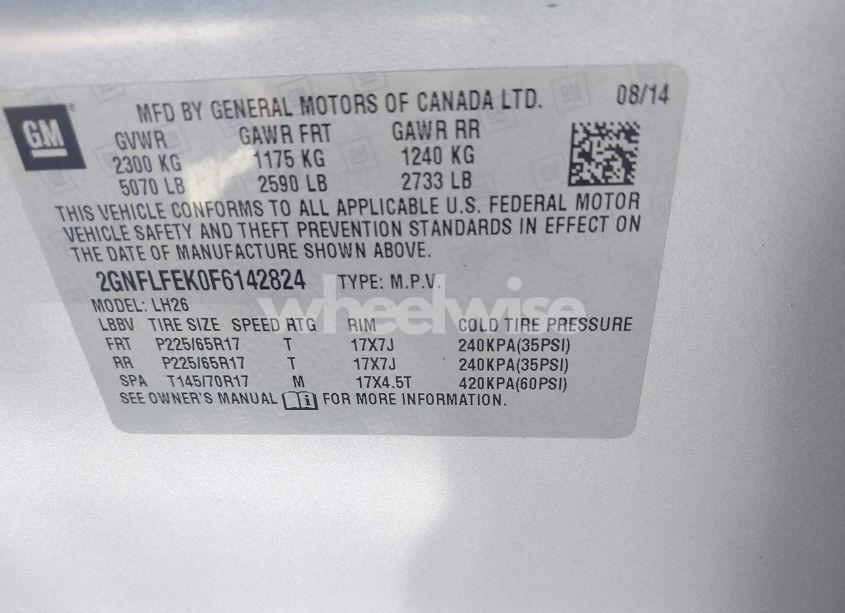 GM
MFD BY GENERAL MOTORS OF CANADA LTD. 08/14
GVWR GAWR FRT GAWR RR
2300 KG 1175 KG 1240 KG
5070 LB 2590 LB 2733 LB
THIS VEHICLE CONFORMS TO ALL APPLICABLE U.S. FEDERAL MOTOR
VEHICLE SAFETY AND THEFT PREVENTION STANDARDS IN EFFECT ON
THE DATE OF MANUFACTURE SHOWN ABOVE.
2GNFLFEK0F6142824 TYPE: M.P.V.
wheelwise
MODEL: LH26
LBBV TIRE SIZE SPEED RTG RIM COLD TIRE PRESSURE
FRT P225/65R17 T 17X7J 240KPA(35PSI)
RR P225/65R17 T 17X7J 240KPA(35PSI)
SPA T145/70R17 M 17X4.5T 420KPA(60PSI)
SEE OWNER'S MANUAL FOR MORE INFORMATION.